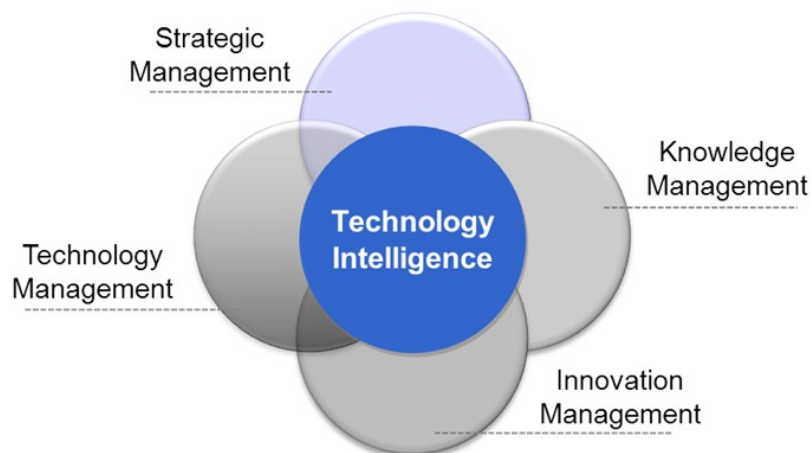 Strategic
Management
Knowledge
Management
Technology
Intelligence
Technology
Management
Innovation
Management